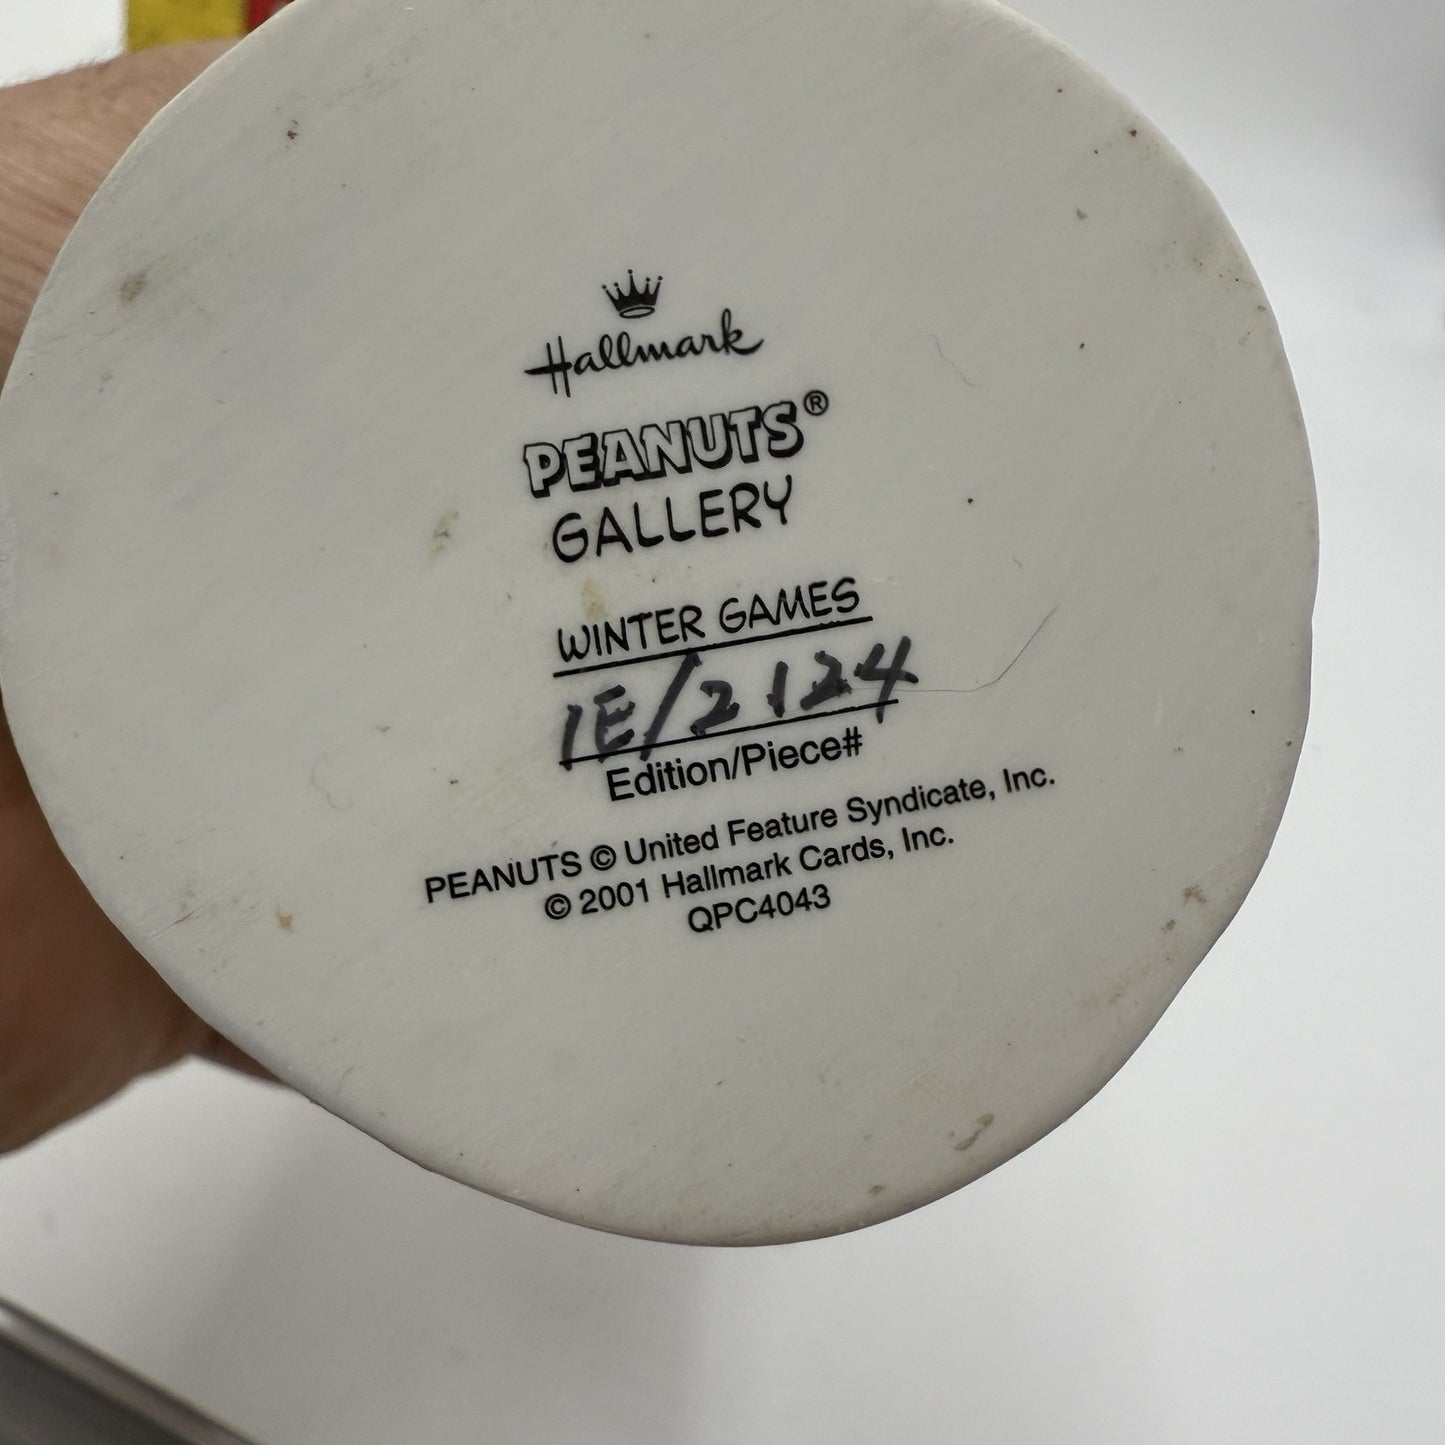 Hallmark
PEANUTS®
GALLERY
WINTER GAMES
1E/2124
Edition/Piece#
PEANUTS © United Feature Syndicate, Inc.
© 2001 Hallmark Cards, Inc.
QPC4043